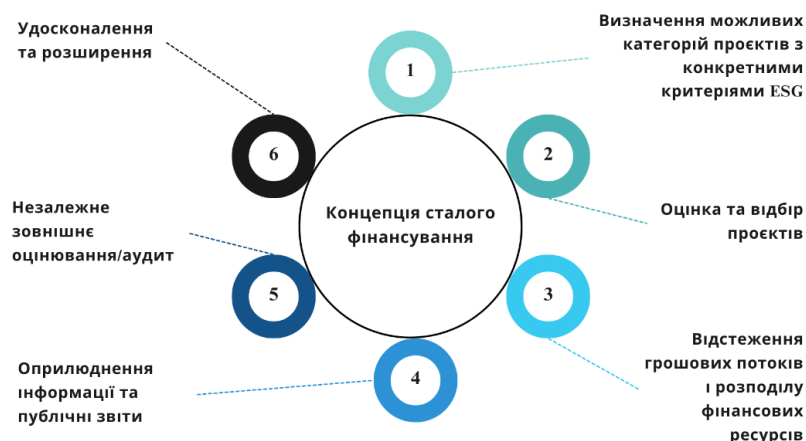 Удосконалення
та розширення
1
Визначення можливих
категорій проєктів з
конкретними
критеріями ESG
6
2
Незалежне
зовнішнє
оцінювання/аудит
Концепція сталого
фінансування
Оцінка та відбір
проєктів
5
3
Оприлюднення
інформації та
публічні звіти
4
Відстеження
грошових потоків
і розподілу
фінансових
ресурсів